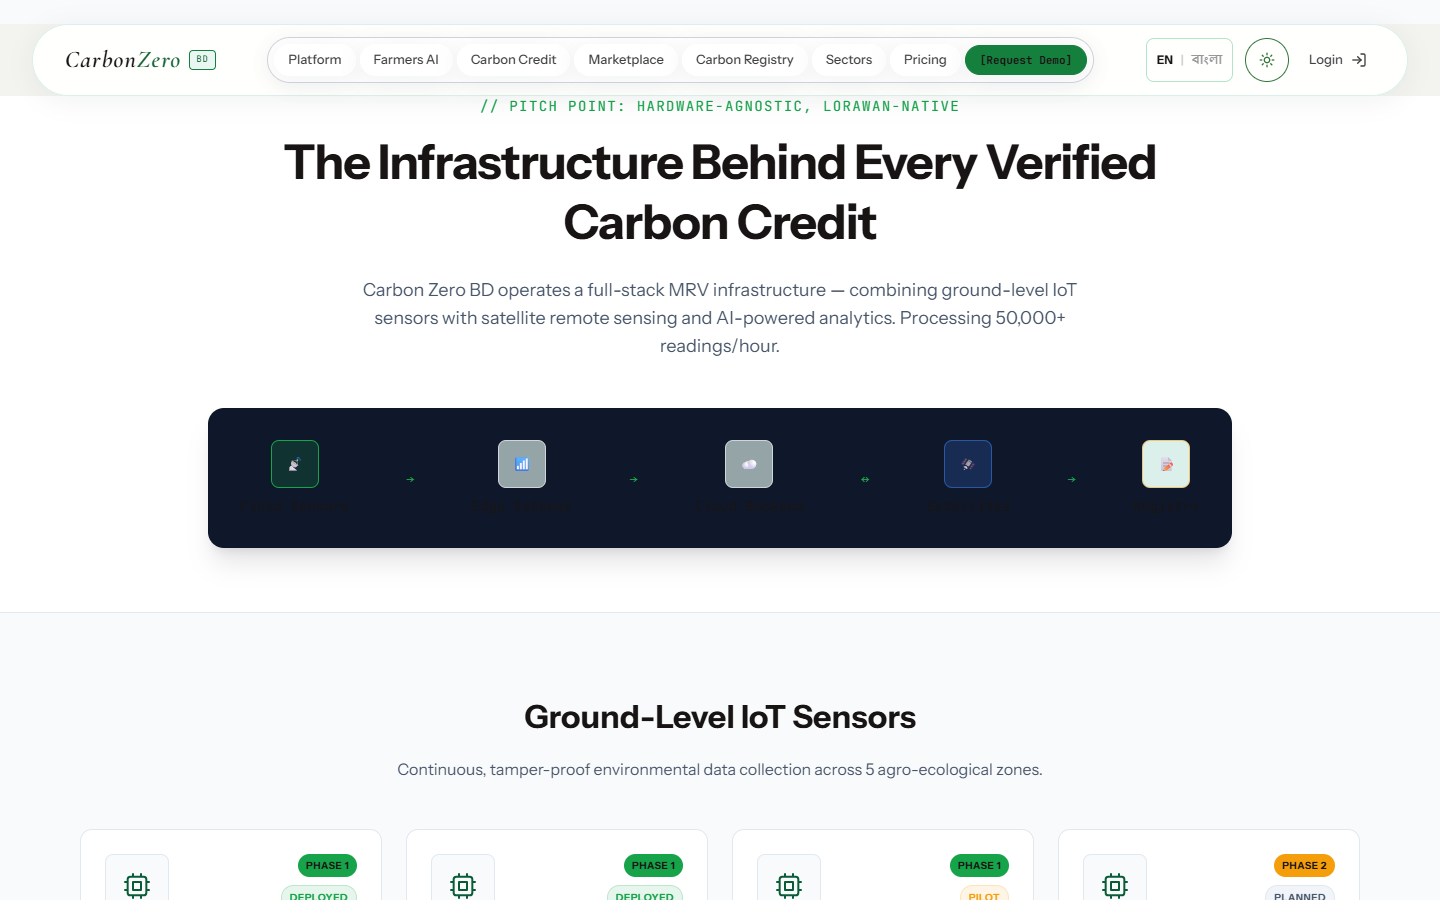 CarbonZero BD
Platform
Farmers AI
Carbon Credit
Marketplace
Carbon Registry
Sectors
Pricing
[Request Demo]
EN | বাংলা
Login
// PITCH POINT: HARDWARE-AGNOSTIC, LORAWAN-NATIVE
The Infrastructure Behind Every Verified
Carbon Credit
Carbon Zero BD operates a full-stack MRV infrastructure — combining ground-level IoT
sensors with satellite remote sensing and AI-powered analytics. Processing 50,000+
readings/hour.
→ → ↔ →
Ground-Level IoT Sensors
Continuous, tamper-proof environmental data collection across 5 agro-ecological zones.
PHASE 1
DEPLOYED
PHASE 1
DEPLOYED
PHASE 1
PILOT
PHASE 2
PLANNED